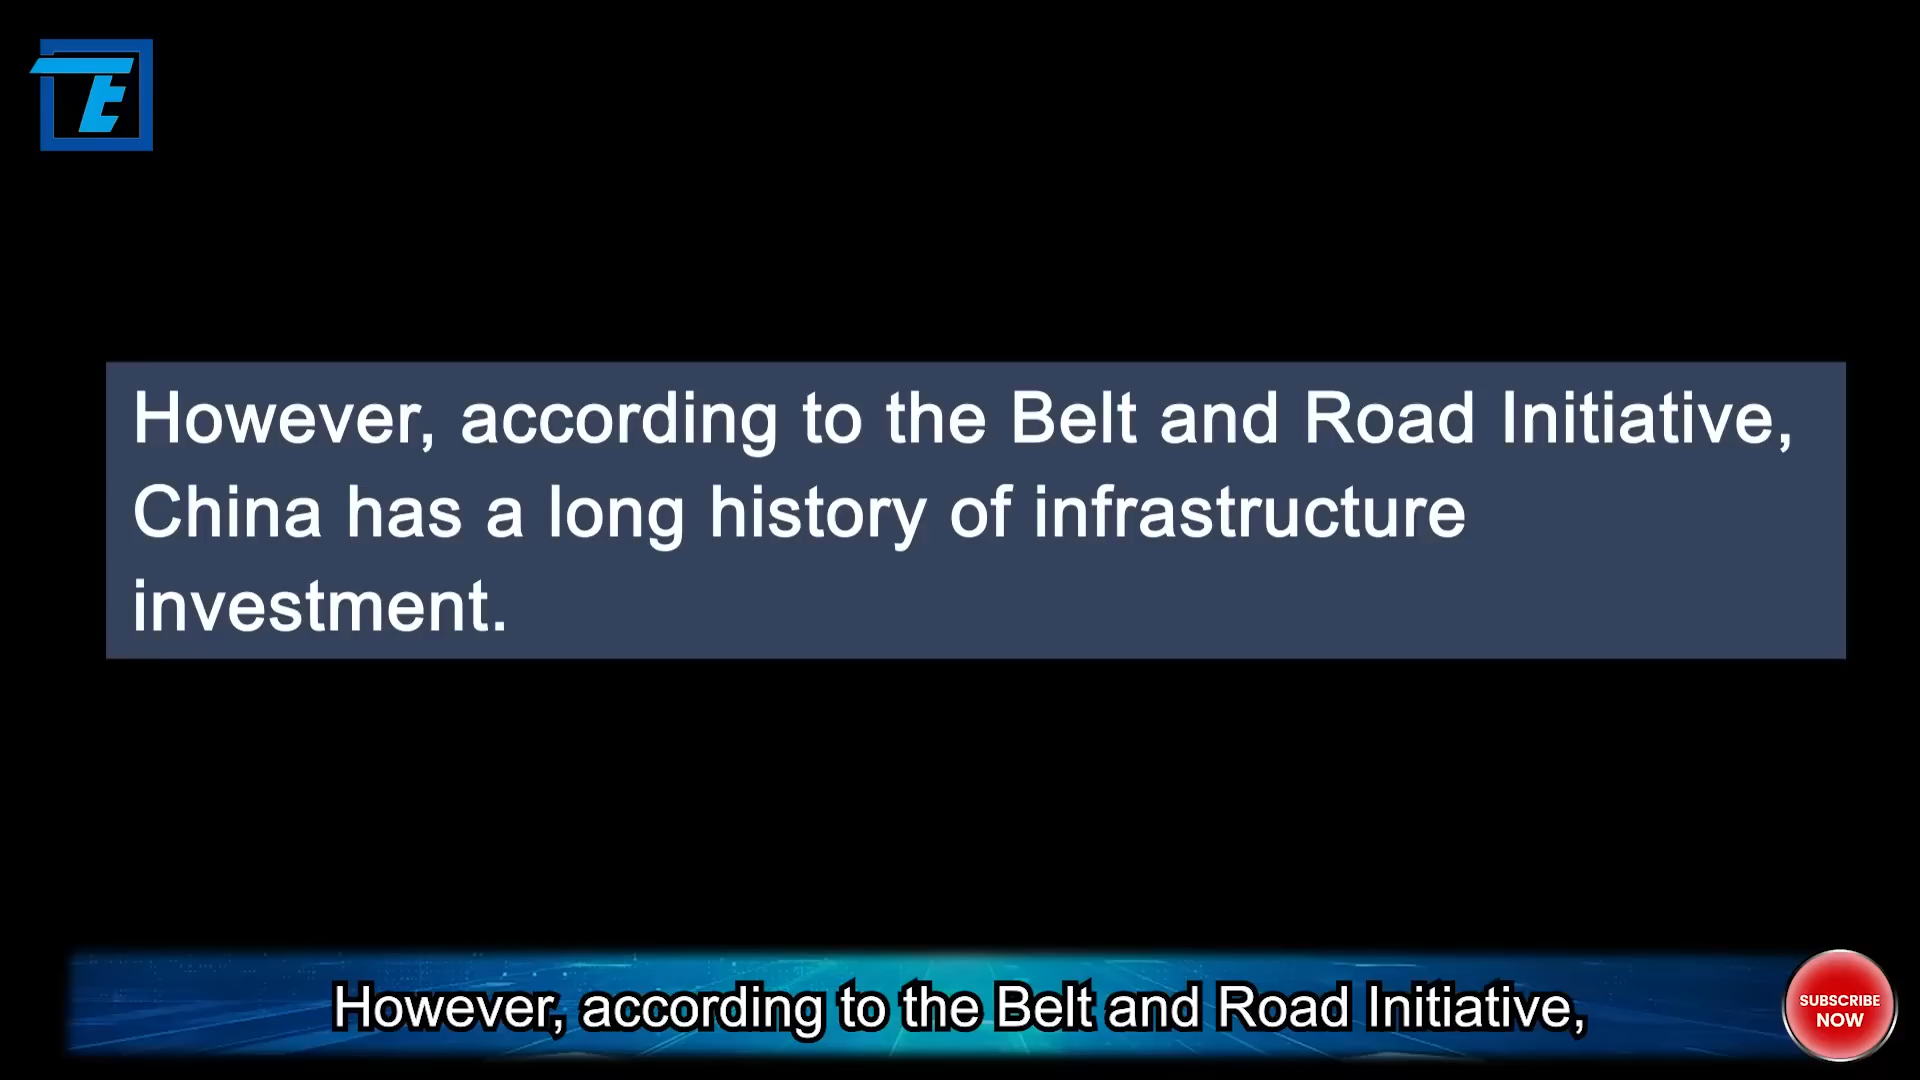 TE
However, according to the Belt and Road Initiative,
China has a long history of infrastructure
investment.
However, according to the Belt and Road Initiative,
SUBSCRIBE
NOW